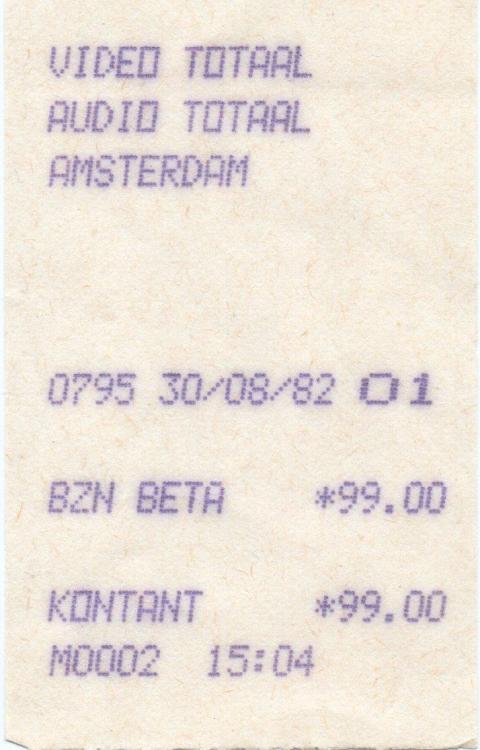 VIDEO TOTAAL
AUDIO TOTAAL
AMSTERDAM
0795 30/08/82 01
BZN BETA *99.00
KONTANT *99.00
M0002 15:04